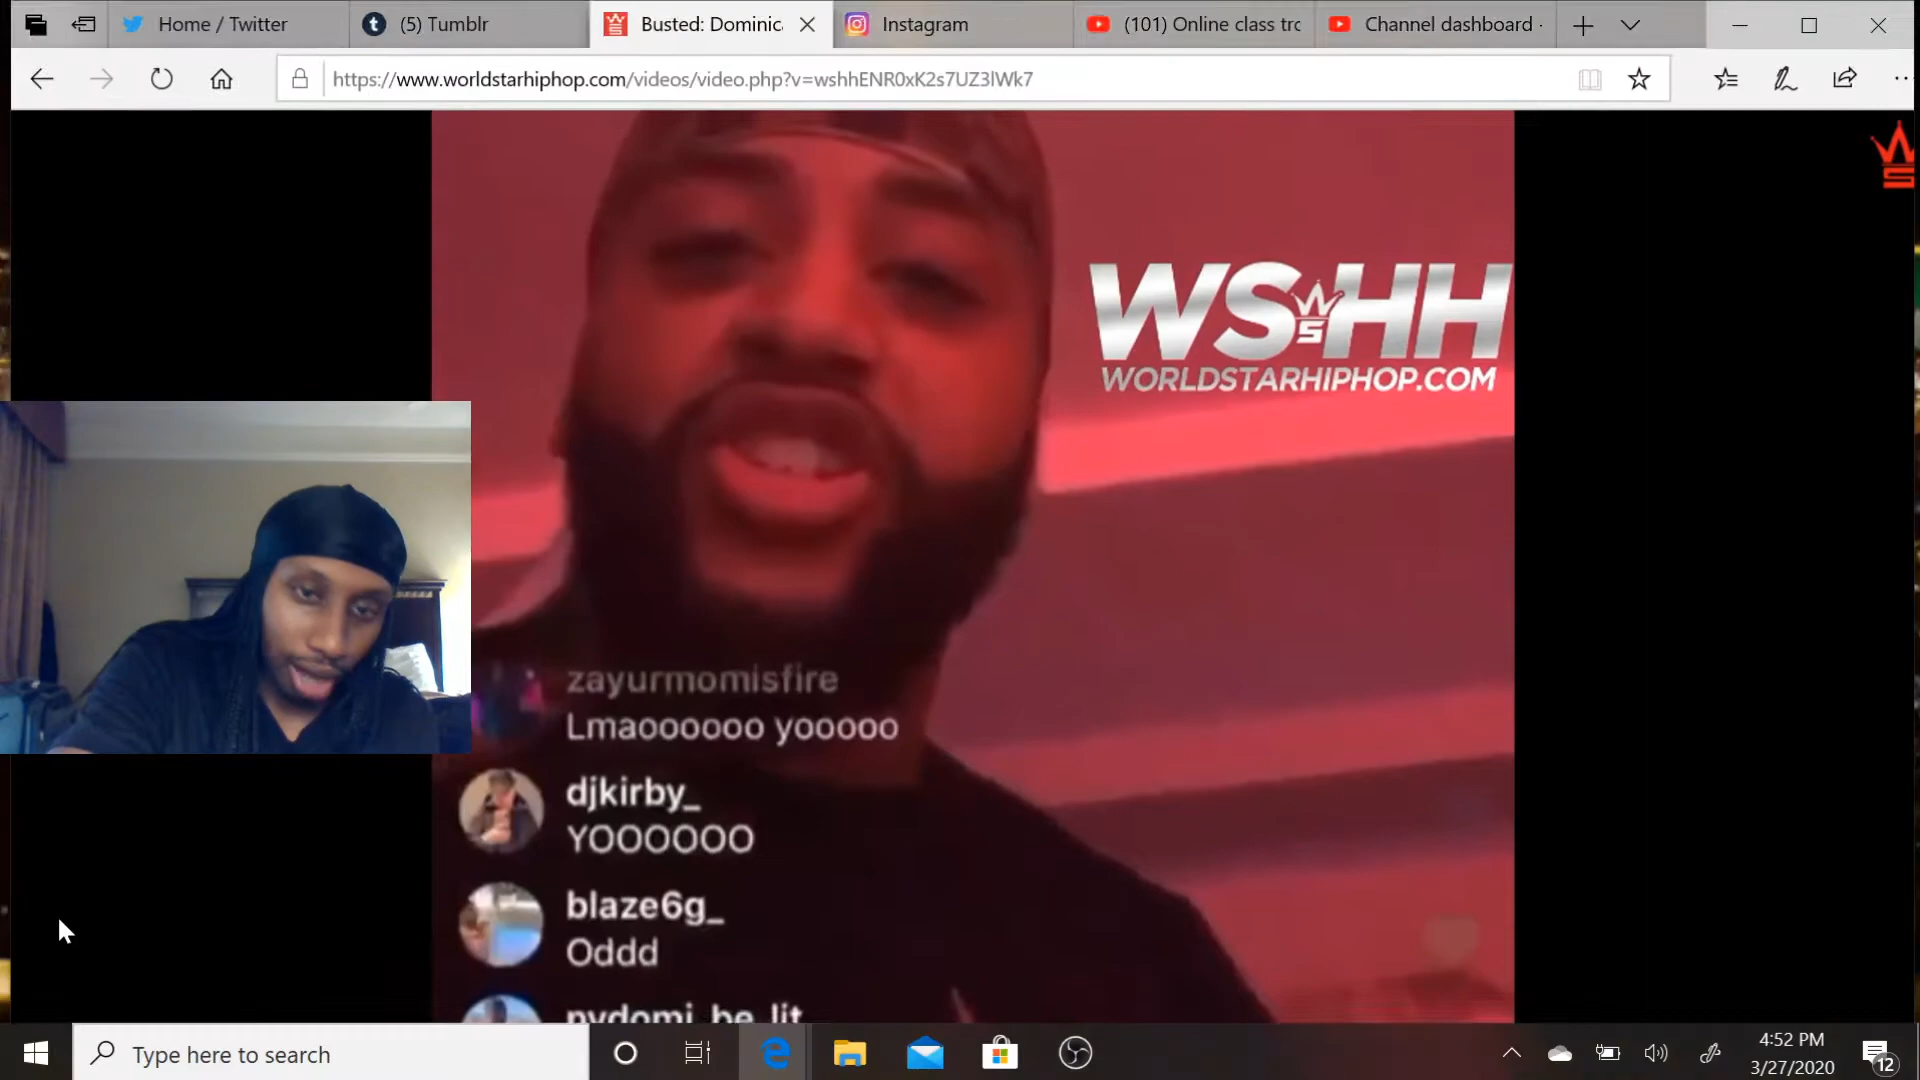 Home / Twitter
(5) Tumblr
Busted: Dominic
Instagram
(101) Online class tro
Channel dashboard -
https://www.worldstarhiphop.com/videos/video.php?v=wshhENR0xK2s7UZ3lWk7
WSHH
WORLDSTARHIPHOP.COM
zayurmomisfire
Lmaoooooo yooooo
djkirby_
YOOOOOO
blaze6g_
Oddd
nydomi_be_lit
Type here to search
4:52 PM
3/27/2020
12